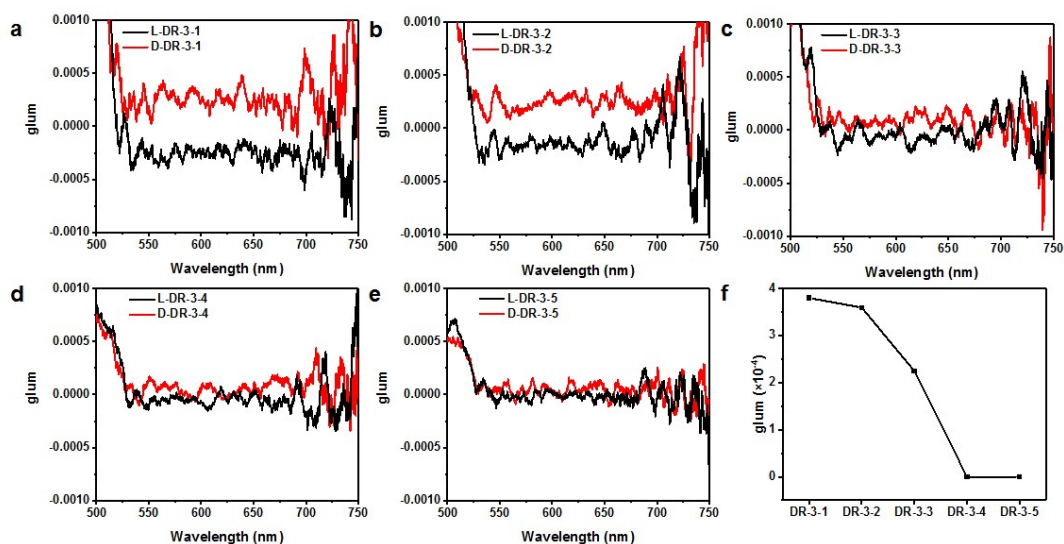 a
L-DR-3-1
D-DR-3-1
glum
0.0010
0.0005
0.0000
-0.0005
-0.0010
500 550 600 650 700 750
Wavelength (nm)
b
L-DR-3-2
D-DR-3-2
glum
0.0010
0.0005
0.0000
-0.0005
-0.0010
500 550 600 650 700 750
Wavelength (nm)
c
L-DR-3-3
D-DR-3-3
glum
0.0010
0.0005
0.0000
-0.0005
-0.0010
500 550 600 650 700 750
Wavelength (nm)
d
L-DR-3-4
D-DR-3-4
glum
0.0010
0.0005
0.0000
-0.0005
-0.0010
500 550 600 650 700 750
Wavelength (nm)
e
L-DR-3-5
D-DR-3-5
glum
0.0010
0.0005
0.0000
-0.0005
-0.0010
500 550 600 650 700 750
Wavelength (nm)
f
glum (×10⁻⁴)
4
2
0
DR-3-1 DR-3-2 DR-3-3 DR-3-4 DR-3-5